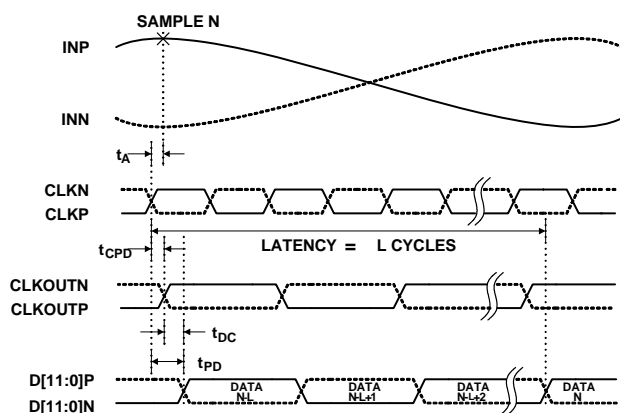 SAMPLE N
INP
INN
tA
CLKN
CLKP
tCPD
LATENCY = L CYCLES
CLKOUTN
CLKOUTP
tDC
tPD
D[11:0]P
D[11:0]N
DATA
N-L
DATA
N-L+1
DATA
N-L+2
DATA
N